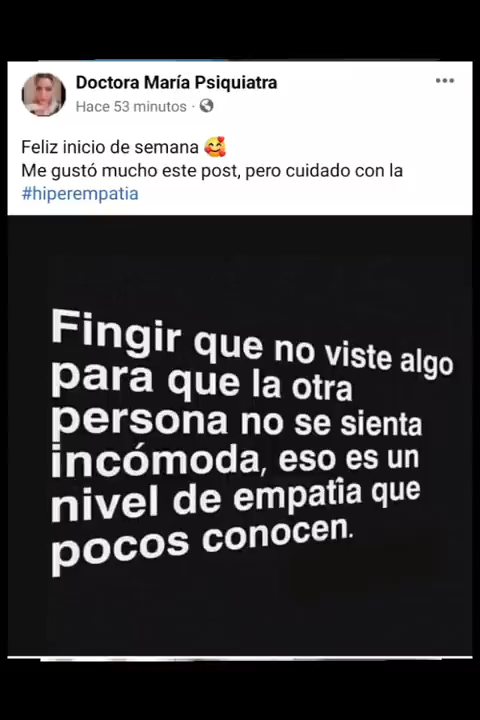 Doctora María Psiquiatra
Hace 53 minutos ·
Feliz inicio de semana 🥰
Me gustó mucho este post, pero cuidado con la
#hiperempatia
Fingir que no viste algo
para que la otra
persona no se sienta
incómoda, eso es un
nivel de empatîa que
pocos conocen.